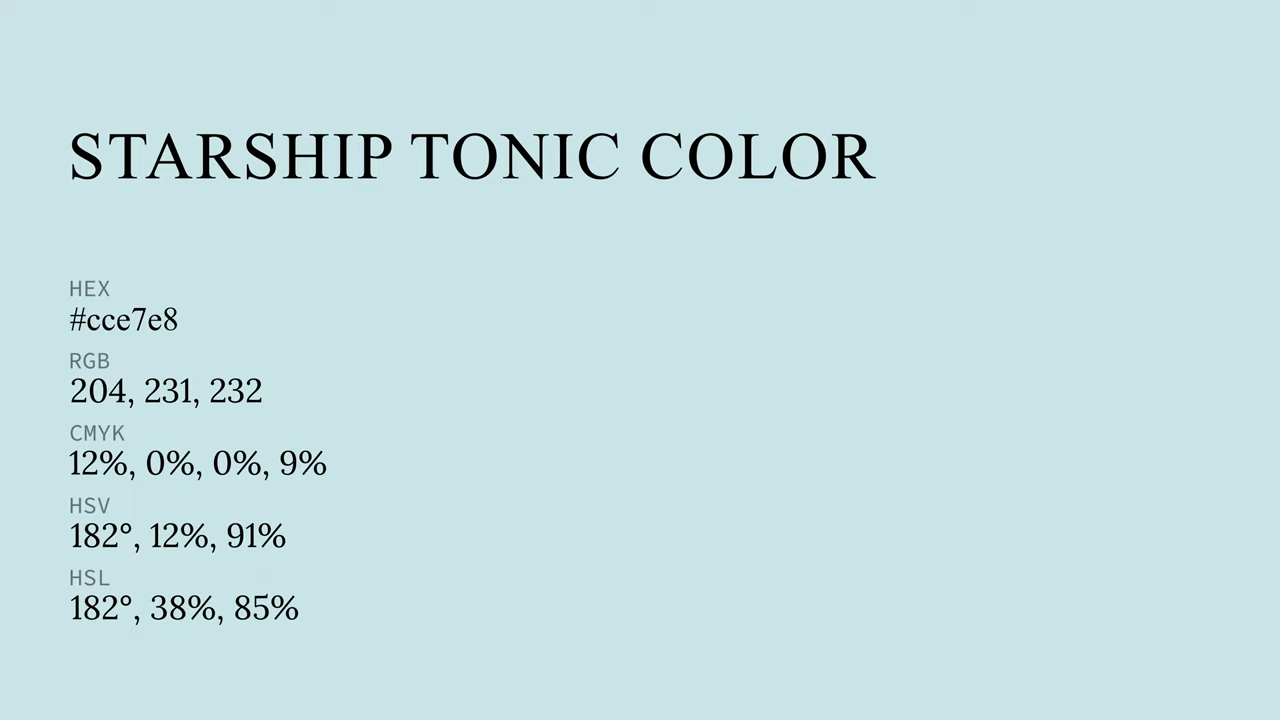 STARSHIP TONIC COLOR
HEX
#cce7e8
RGB
204, 231, 232
CMYK
12%, 0%, 0%, 9%
HSV
182°, 12%, 91%
HSL
182°, 38%, 85%